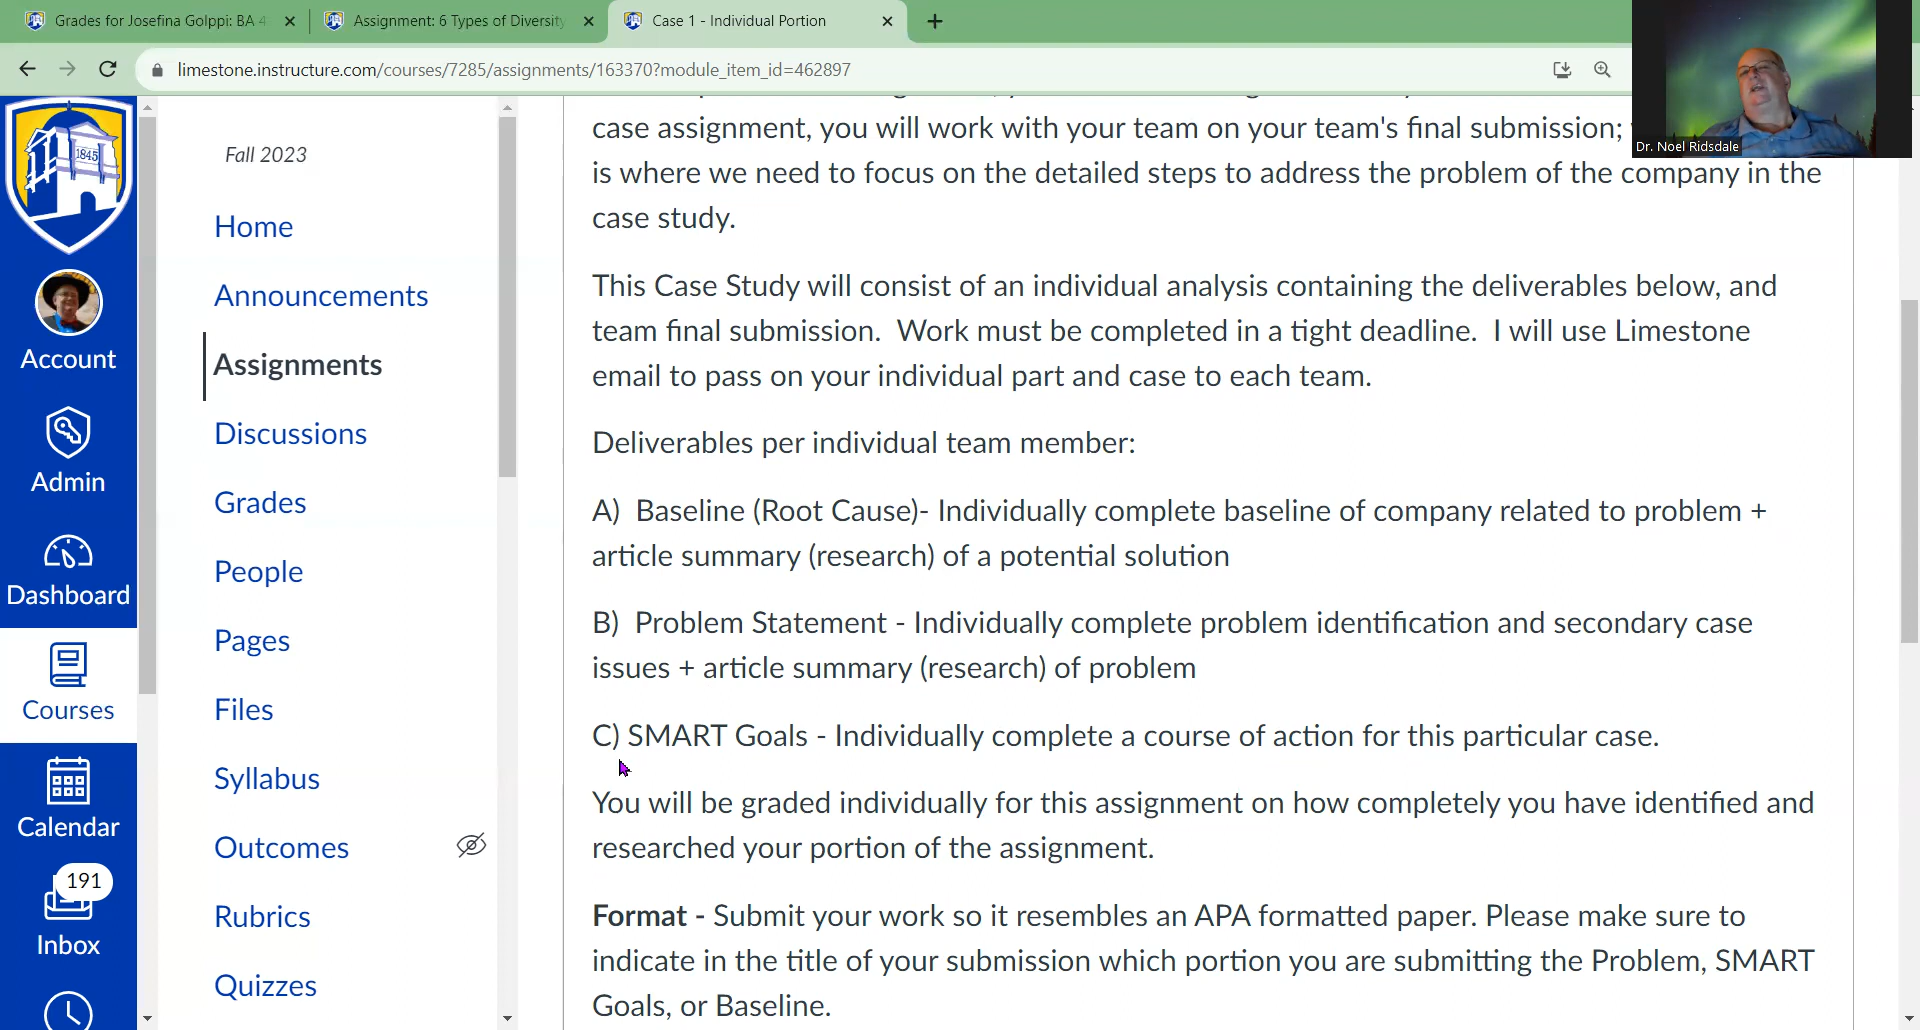 Grades for Josefina Golppi: BA 4
Assignment: 6 Types of Diversity
Case 1 - Individual Portion
limestone.instructure.com/courses/7285/assignments/163370?module_item_id=462897
Dr. Noel Ridsdale
1845
Account
Admin
Dashboard
Courses
Calendar
191
Inbox
Fall 2023
Home
Announcements
Assignments
Discussions
Grades
People
Pages
Files
Syllabus
Outcomes
Rubrics
Quizzes
case assignment, you will work with your team on your team's final submission;
is where we need to focus on the detailed steps to address the problem of the company in the
case study.
This Case Study will consist of an individual analysis containing the deliverables below, and
team final submission.  Work must be completed in a tight deadline.  I will use Limestone
email to pass on your individual part and case to each team.
Deliverables per individual team member:
A)  Baseline (Root Cause)- Individually complete baseline of company related to problem +
article summary (research) of a potential solution
B)  Problem Statement - Individually complete problem identification and secondary case
issues + article summary (research) of problem
C) SMART Goals - Individually complete a course of action for this particular case.
You will be graded individually for this assignment on how completely you have identified and
researched your portion of the assignment.
Format - Submit your work so it resembles an APA formatted paper. Please make sure to
indicate in the title of your submission which portion you are submitting the Problem, SMART
Goals, or Baseline.